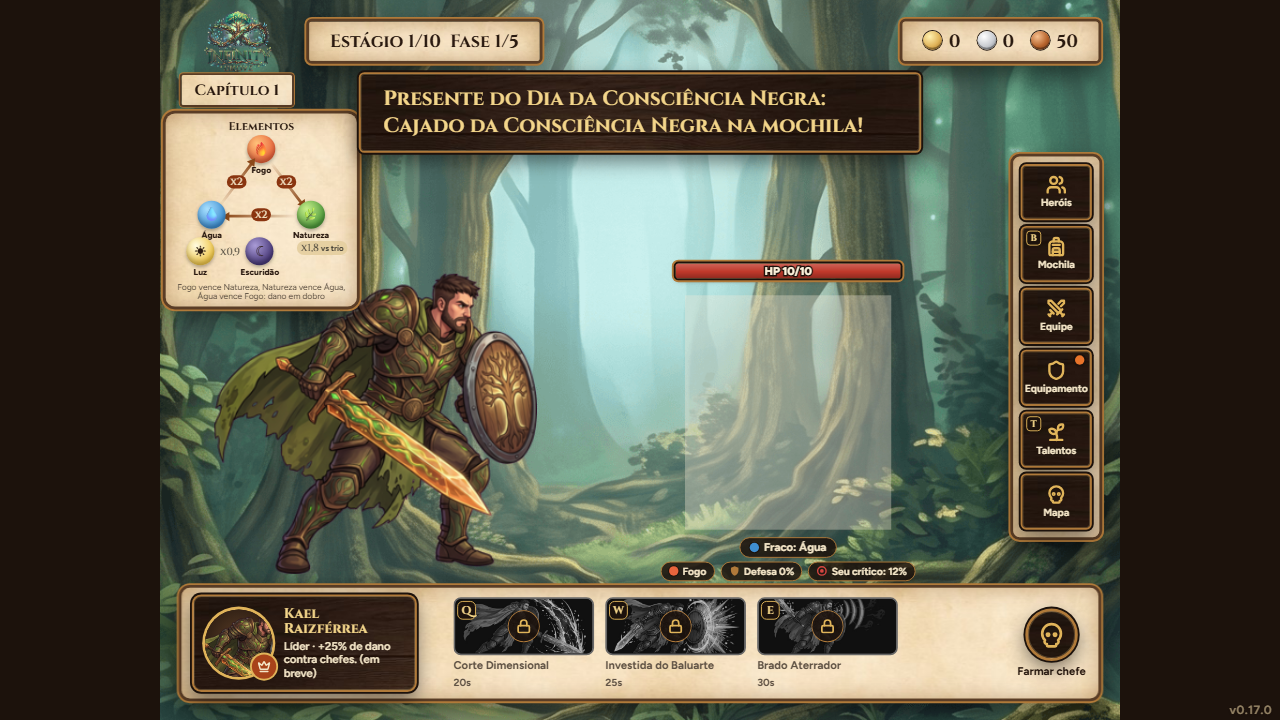 Estágio 1/10 Fase 1/5
0
0
50
Capítulo 1
Presente do Dia da Consciência Negra:
Cajado da Consciência Negra na mochila!
Elementos
Fogo
x2
x2
x2
Água
Natureza
x0,9
x1,8 vs trio
Luz
Escuridão
Fogo vence Natureza, Natureza vence Água,
Água vence Fogo: dano em dobro
Heróis
B
Mochila
Equipe
Equipamento
T
Talentos
Mapa
HP 10/10
Fraco: Água
Fogo
Defesa 0%
Seu crítico: 12%
Kael
Raizférrea
Líder · +25% de dano
contra chefes. (em
breve)
Q
Corte Dimensional
20s
W
Investida do Baluarte
25s
E
Brado Aterrador
30s
Farmar chefe
v0.17.0